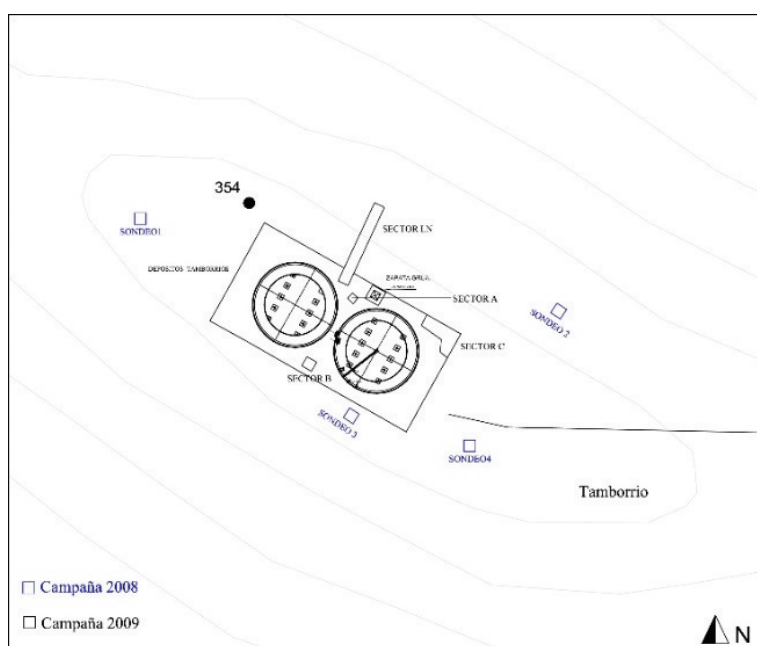 354
SONDEO1
SECTOR LN
DEPOSITOS TAMBORRIOS
ZAPATA GRUA
SECTOR A
SONDEO 2
SECTOR C
SECTOR B
SONDEO 3
SONDEO4
Tamborrio
Campaña 2008
Campaña 2009
N